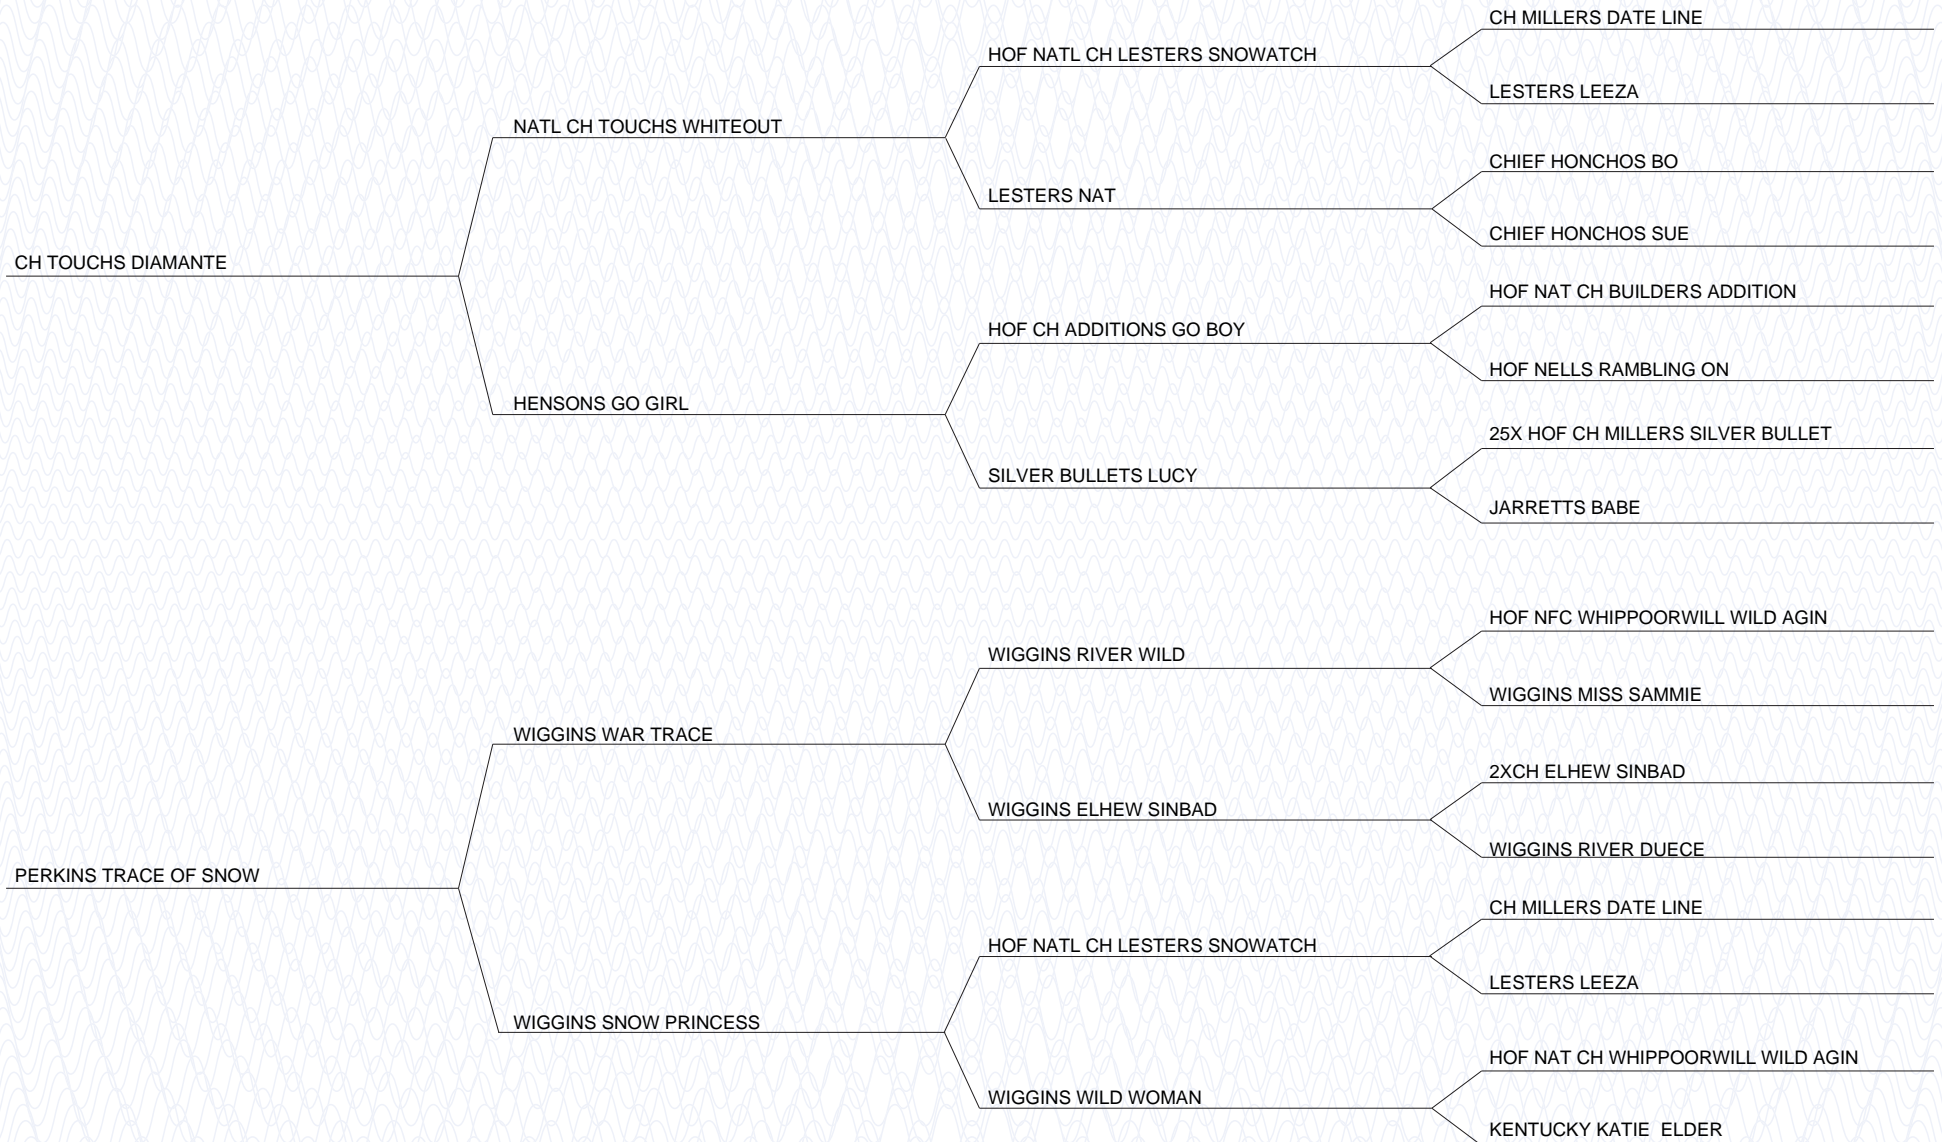 CH MILLERS DATE LINE
HOF NATL CH LESTERS SNOWATCH
LESTERS LEEZA
NATL CH TOUCHS WHITEOUT
CHIEF HONCHOS BO
LESTERS NAT
CHIEF HONCHOS SUE
CH TOUCHS DIAMANTE
HOF NAT CH BUILDERS ADDITION
HOF CH ADDITIONS GO BOY
HOF NELLS RAMBLING ON
HENSONS GO GIRL
25X HOF CH MILLERS SILVER BULLET
SILVER BULLETS LUCY
JARRETTS BABE
HOF NFC WHIPPOORWILL WILD AGIN
WIGGINS RIVER WILD
WIGGINS MISS SAMMIE
WIGGINS WAR TRACE
2XCH ELHEW SINBAD
WIGGINS ELHEW SINBAD
WIGGINS RIVER DUECE
PERKINS TRACE OF SNOW
CH MILLERS DATE LINE
HOF NATL CH LESTERS SNOWATCH
LESTERS LEEZA
WIGGINS SNOW PRINCESS
HOF NAT CH WHIPPOORWILL WILD AGIN
WIGGINS WILD WOMAN
KENTUCKY KATIE  ELDER